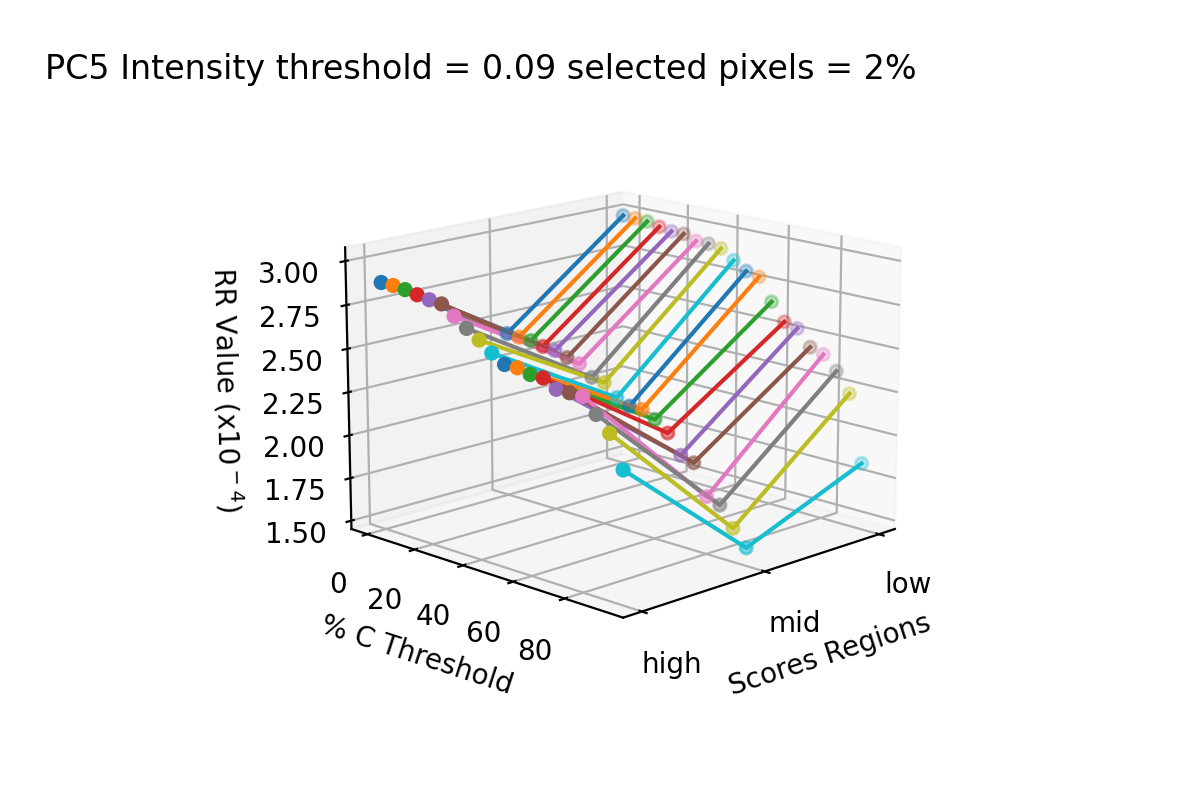 PC5 Intensity threshold = 0.09 selected pixels = 2%
RR Value (x10⁻⁴)
3.00
2.75
2.50
2.25
2.00
1.75
1.50
0
20
40
60
80
% C Threshold
high
mid
low
Scores Regions